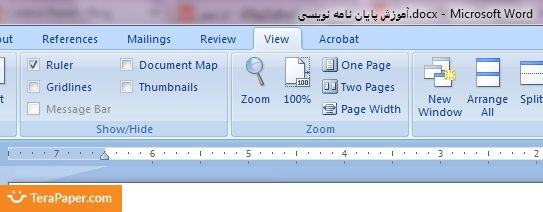 آموزش پایان نامه نویسی.docx - Microsoft Word
References Mailings Review View Acrobat
Ruler Document Map One Page
Gridlines Thumbnails Two Pages
Message Bar Zoom 100% Page Width New Window Arrange All Split
Show/Hide Zoom
7 6 5 4 3 2
TeraPaper.com